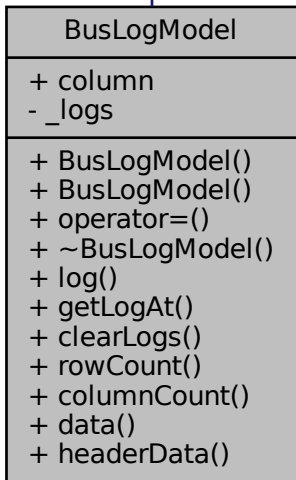 BusLogModel
+ column
- _logs
+ BusLogModel()
+ BusLogModel()
+ operator=()
+ ~BusLogModel()
+ log()
+ getLogAt()
+ clearLogs()
+ rowCount()
+ columnCount()
+ data()
+ headerData()